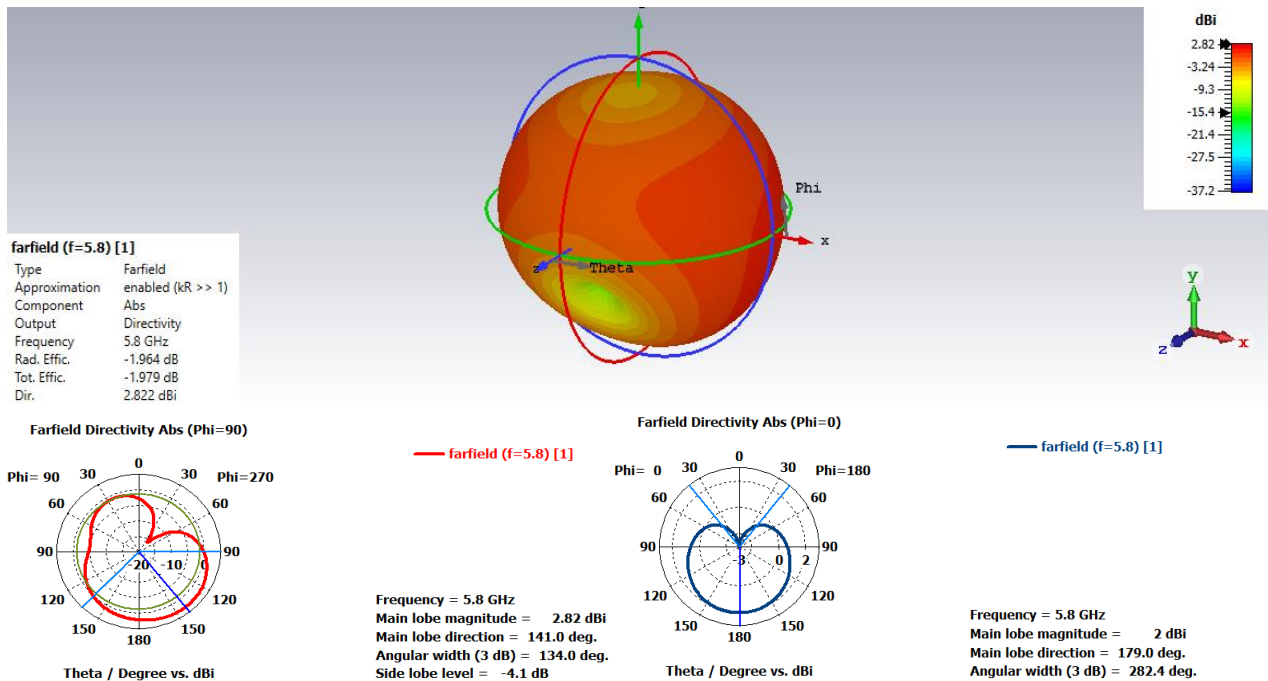 dBi
2.82
-3.24
-9.3
-15.4
-21.4
-27.5
-37.2
Phi
x
z
Theta
y
z
x
farfield (f=5.8) [1]
Type Farfield
Approximation enabled (kR >> 1)
Component Abs
Output Directivity
Frequency 5.8 GHz
Rad. Effic. -1.964 dB
Tot. Effic. -1.979 dB
Dir. 2.822 dBi
Farfield Directivity Abs (Phi=90)
farfield (f=5.8) [1]
0
30 30
Phi= 90 Phi=270
60 60
90 90
-20 -10 0
120 120
150 150
180
Theta / Degree vs. dBi
Frequency = 5.8 GHz
Main lobe magnitude = 2.82 dBi
Main lobe direction = 141.0 deg.
Angular width (3 dB) = 134.0 deg.
Side lobe level = -4.1 dB
Farfield Directivity Abs (Phi=0)
farfield (f=5.8) [1]
0
30 30
Phi= 0 Phi=180
60 60
90 90
3 0 2
120 120
150 150
180
Theta / Degree vs. dBi
Frequency = 5.8 GHz
Main lobe magnitude = 2 dBi
Main lobe direction = 179.0 deg.
Angular width (3 dB) = 282.4 deg.